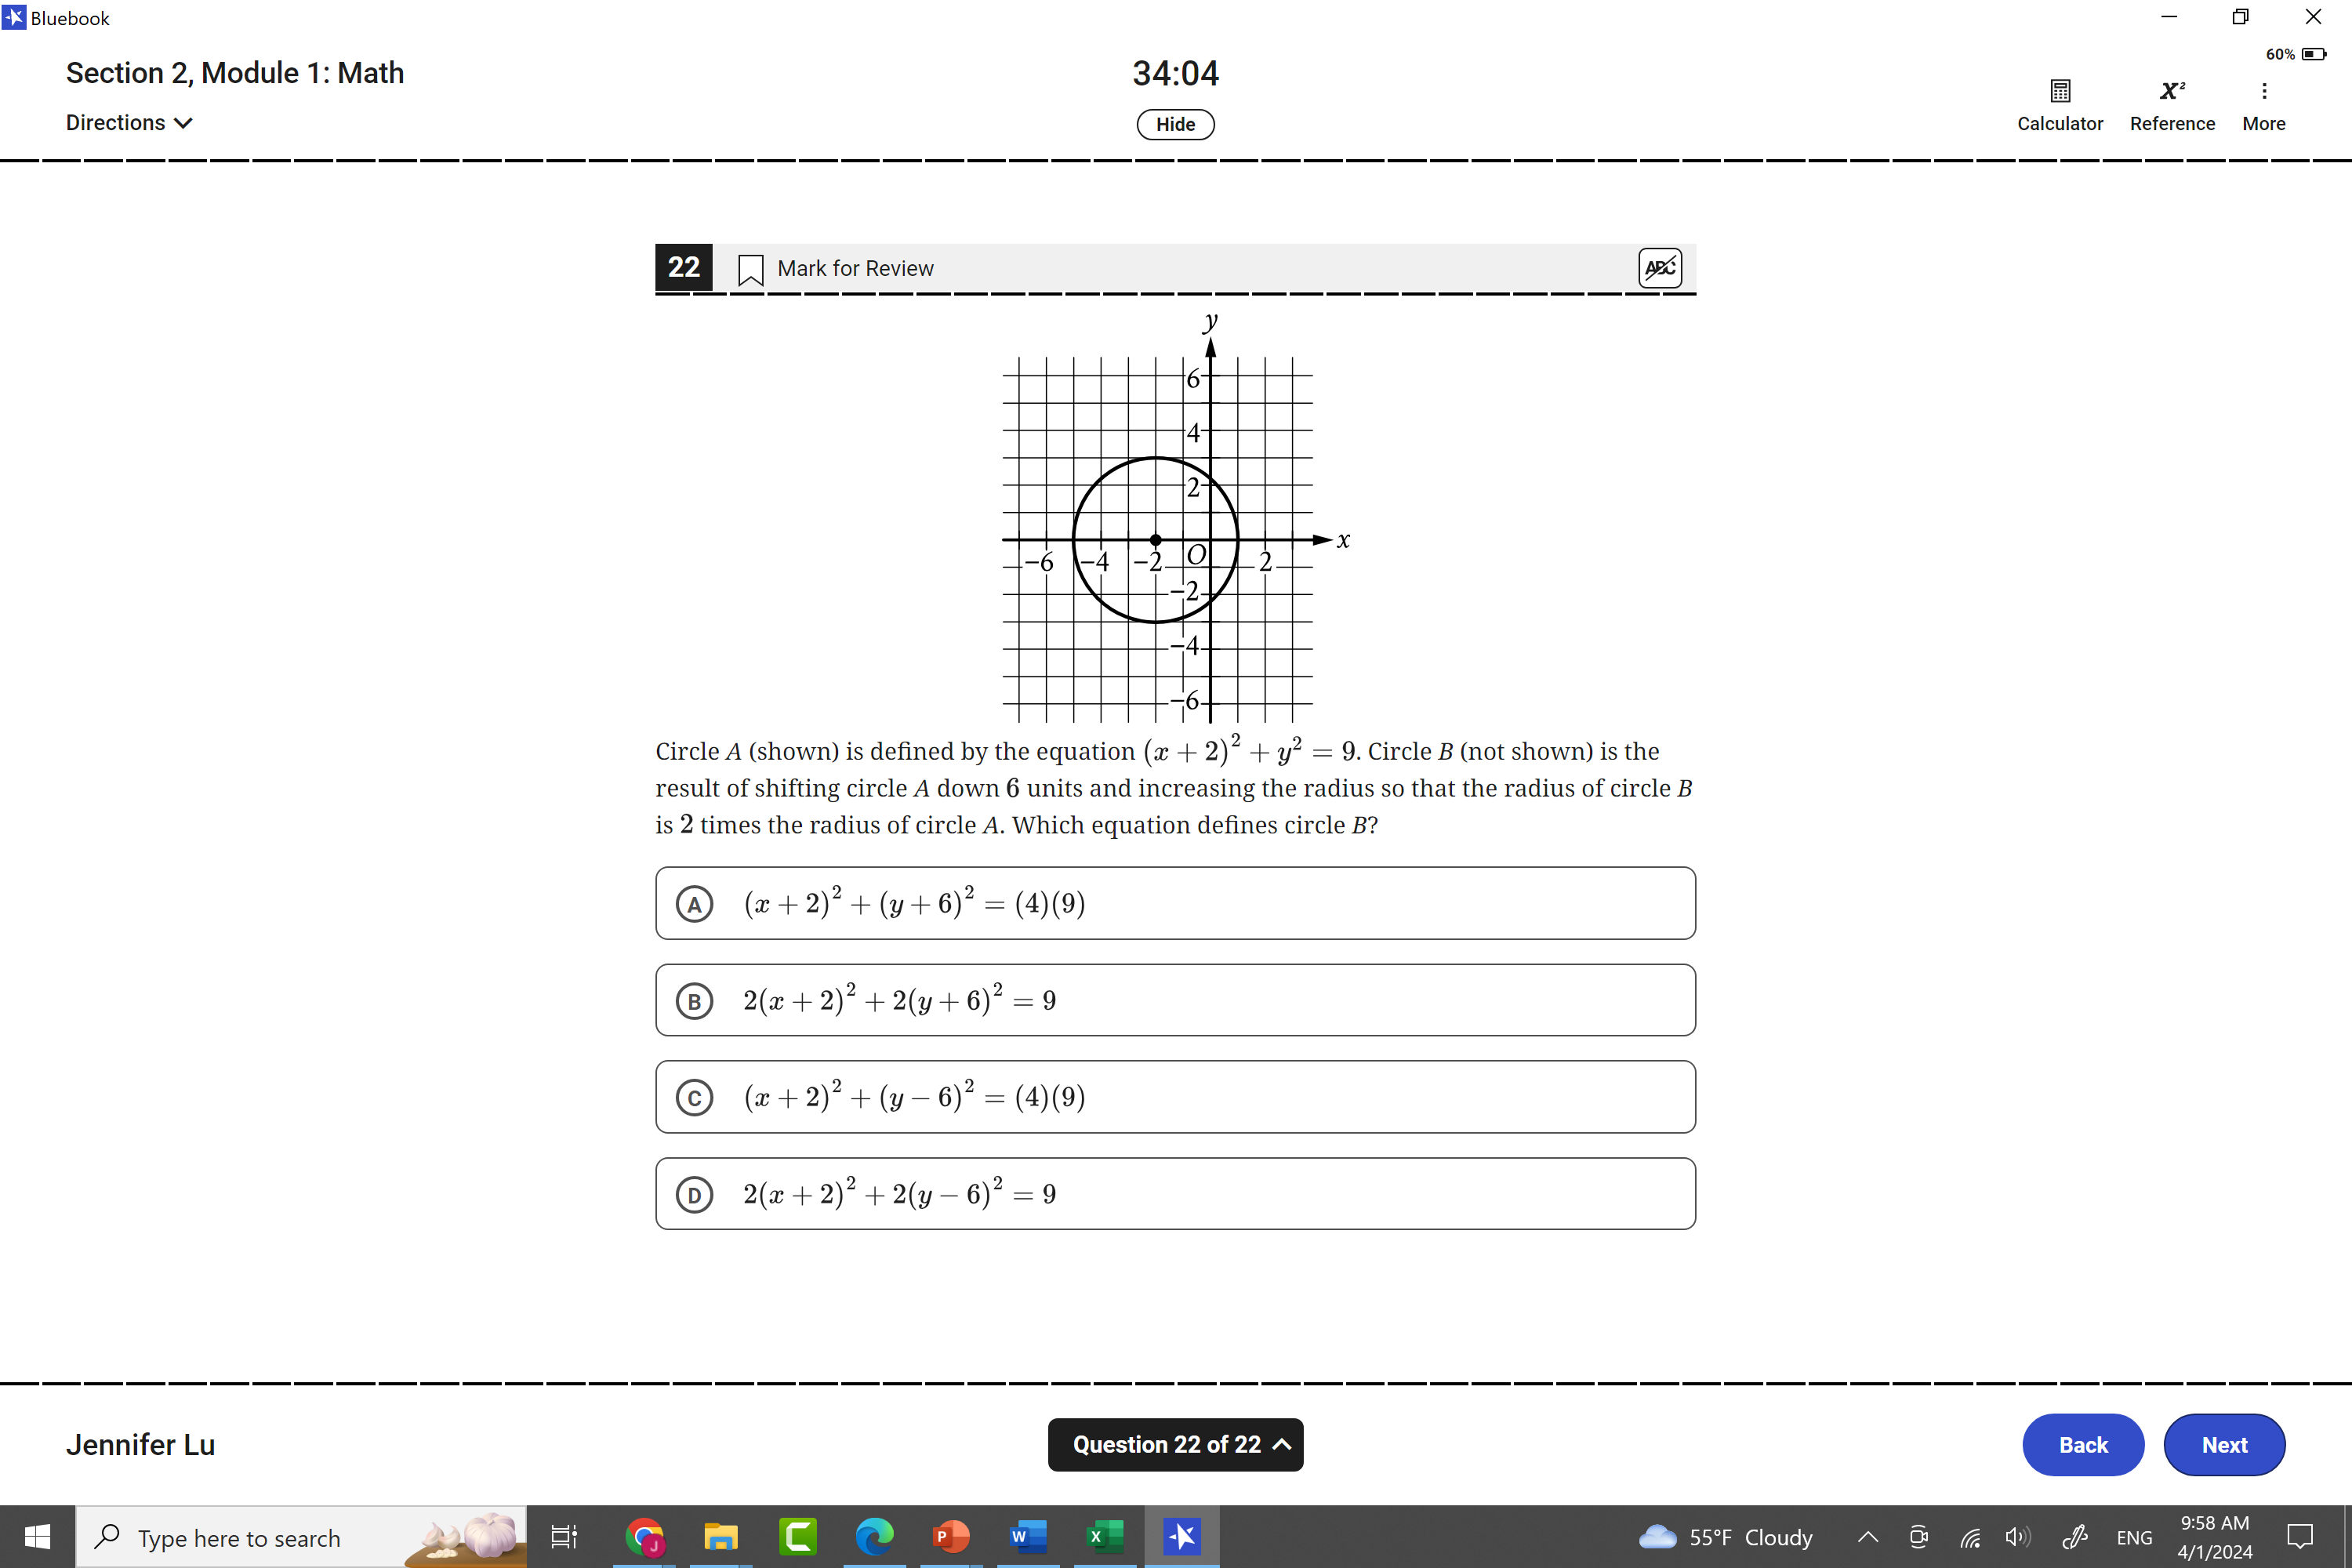 Bluebook
60%
Section 2, Module 1: Math
34:04
Directions
Hide
Calculator
x²
Reference
More
22
Mark for Review
ABC
y
6
4
2
x
−6 −4 −2 O 2
−2
−4
−6
Circle A (shown) is defined by the equation (x + 2)² + y² = 9. Circle B (not shown) is the
result of shifting circle A down 6 units and increasing the radius so that the radius of circle B
is 2 times the radius of circle A. Which equation defines circle B?
A (x + 2)² + (y + 6)² = (4)(9)
B 2(x + 2)² + 2(y + 6)² = 9
C (x + 2)² + (y − 6)² = (4)(9)
D 2(x + 2)² + 2(y − 6)² = 9
Jennifer Lu
Question 22 of 22
Back
Next
Type here to search
J
P
W
X
55°F Cloudy
ENG
9:58 AM
4/1/2024